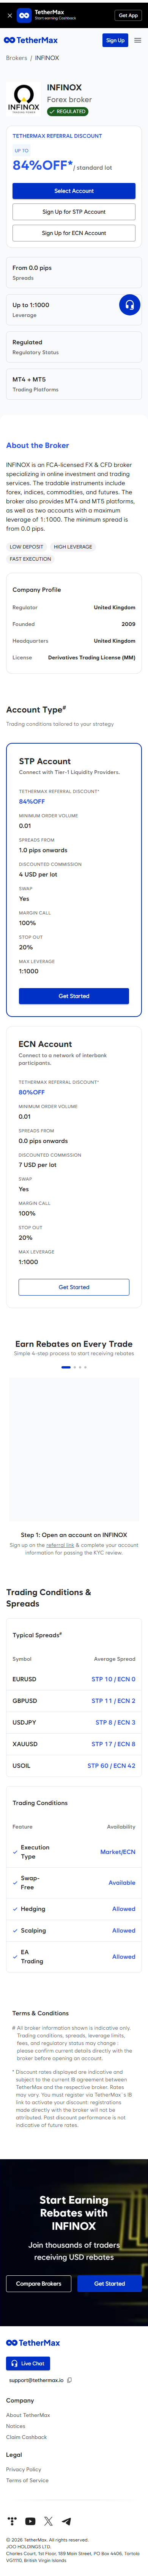 TetherMax
Start earning Cashback
Get App
TetherMax
Sign Up
Brokers / INFINOX
INFINOX
INFINOX
Forex broker
REGULATED
TETHERMAX REFERRAL DISCOUNT
UP TO
84%OFF* / standard lot
Select Account
Sign Up for STP Account
Sign Up for ECN Account
From 0.0 pips
Spreads
Up to 1:1000
Leverage
Regulated
Regulatory Status
MT4 + MT5
Trading Platforms
About the Broker
INFINOX is an FCA-licensed FX & CFD broker
specializing in online investment and trading
services. The tradable instruments include
forex, indices, commodities, and futures. The
broker also provides MT4 and MT5 platforms,
as well as two accounts with a maximum
leverage of 1:1000. The minimum spread is
from 0.0 pips.
LOW DEPOSIT
HIGH LEVERAGE
FAST EXECUTION
Company Profile
Regulator United Kingdom
Founded 2009
Headquarters United Kingdom
License Derivatives Trading License (MM)
Account Type#
Trading conditions tailored to your strategy.
STP Account
Connect with Tier-1 Liquidity Providers.
TETHERMAX REFERRAL DISCOUNT*
84%OFF
MINIMUM ORDER VOLUME
0.01
SPREADS FROM
1.0 pips onwards
DISCOUNTED COMMISSION
4 USD per lot
SWAP
Yes
MARGIN CALL
100%
STOP OUT
20%
MAX LEVERAGE
1:1000
Get Started
ECN Account
Connect to a network of interbank
participants.
TETHERMAX REFERRAL DISCOUNT*
80%OFF
MINIMUM ORDER VOLUME
0.01
SPREADS FROM
0.0 pips onwards
DISCOUNTED COMMISSION
7 USD per lot
SWAP
Yes
MARGIN CALL
100%
STOP OUT
20%
MAX LEVERAGE
1:1000
Get Started
Earn Rebates on Every Trade
Simple 4-step process to start receiving rebates
Step 1: Open an account on INFINOX
Sign up on the referral link & complete your account
information for passing the KYC review.
Trading Conditions &
Spreads
Typical Spreads#
Symbol Average Spread
EURUSD STP 10 / ECN 0
GBPUSD STP 11 / ECN 2
USDJPY STP 8 / ECN 3
XAUUSD STP 17 / ECN 8
USOIL STP 60 / ECN 42
Trading Conditions
Feature Availability
Execution
Type
Market/ECN
Swap-
Free
Available
Hedging Allowed
Scalping Allowed
EA
Trading
Allowed
Terms & Conditions
# All broker information shown is indicative only.
Trading conditions, spreads, leverage limits,
fees, and regulatory status may change -
please confirm current details directly with the
broker before opening an account.
* Discount rates displayed are indicative and
subject to the current IB agreement between
TetherMax and the respective broker. Rates
may vary. You must register via TetherMax's IB
link to activate your discount; registrations
made directly or through other referral links do
not qualify. The discount rate will not be
activated. Past discount performance is not
indicative of future rates.
Start Earning
Rebates with
INFINOX
Join thousands of traders
receiving USD rebates
Compare Brokers
Get Started
TetherMax
Live Chat
support@tethermax.io
Company
About TetherMax
Notices
Claim Cashback
Legal
Privacy Policy
Terms of Service
© 2026 TetherMax. All rights reserved.
JOO HOLDINGS LTD.
Charles Court, 1st Floor, 189 Main Street, PO Box 4406, Tortola
VG1110, British Virgin Islands